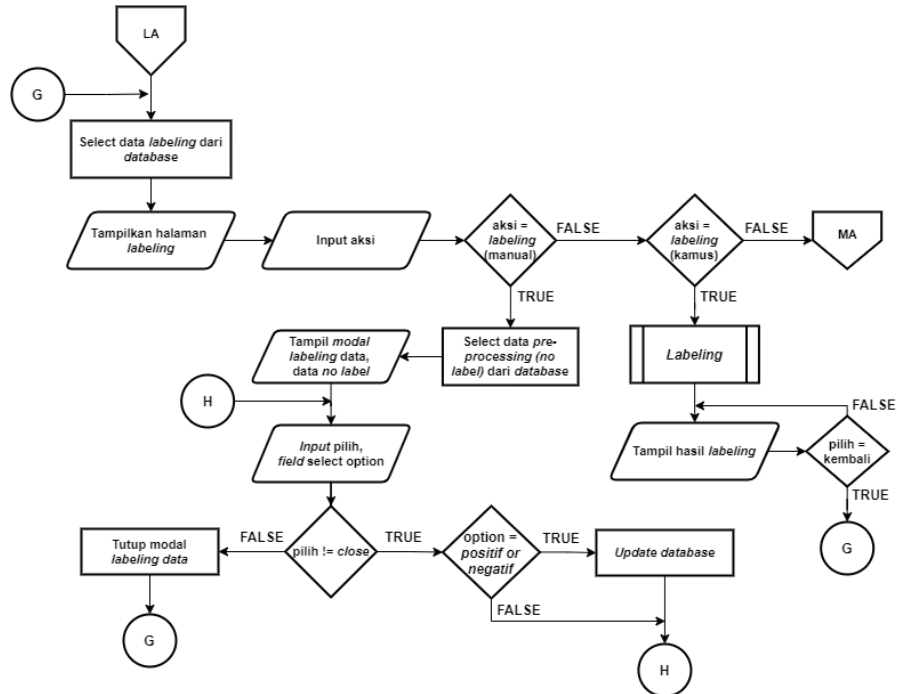 LA
G
Select data labeling dari
database
Tampilkan halaman
labeling
Input aksi
aksi =
labeling
(manual)
FALSE
aksi =
labeling
(kamus)
FALSE
MA
TRUE
TRUE
Tampil modal
labeling data,
data no label
Select data pre-
processing (no
label) dari database
Labeling
H
FALSE
Input pilih,
field select option
Tampil hasil labeling
pilih =
kembali
TRUE
G
Tutup modal
labeling data
FALSE
pilih != close
TRUE
option =
positif or
negatif
TRUE
Update database
FALSE
G
H